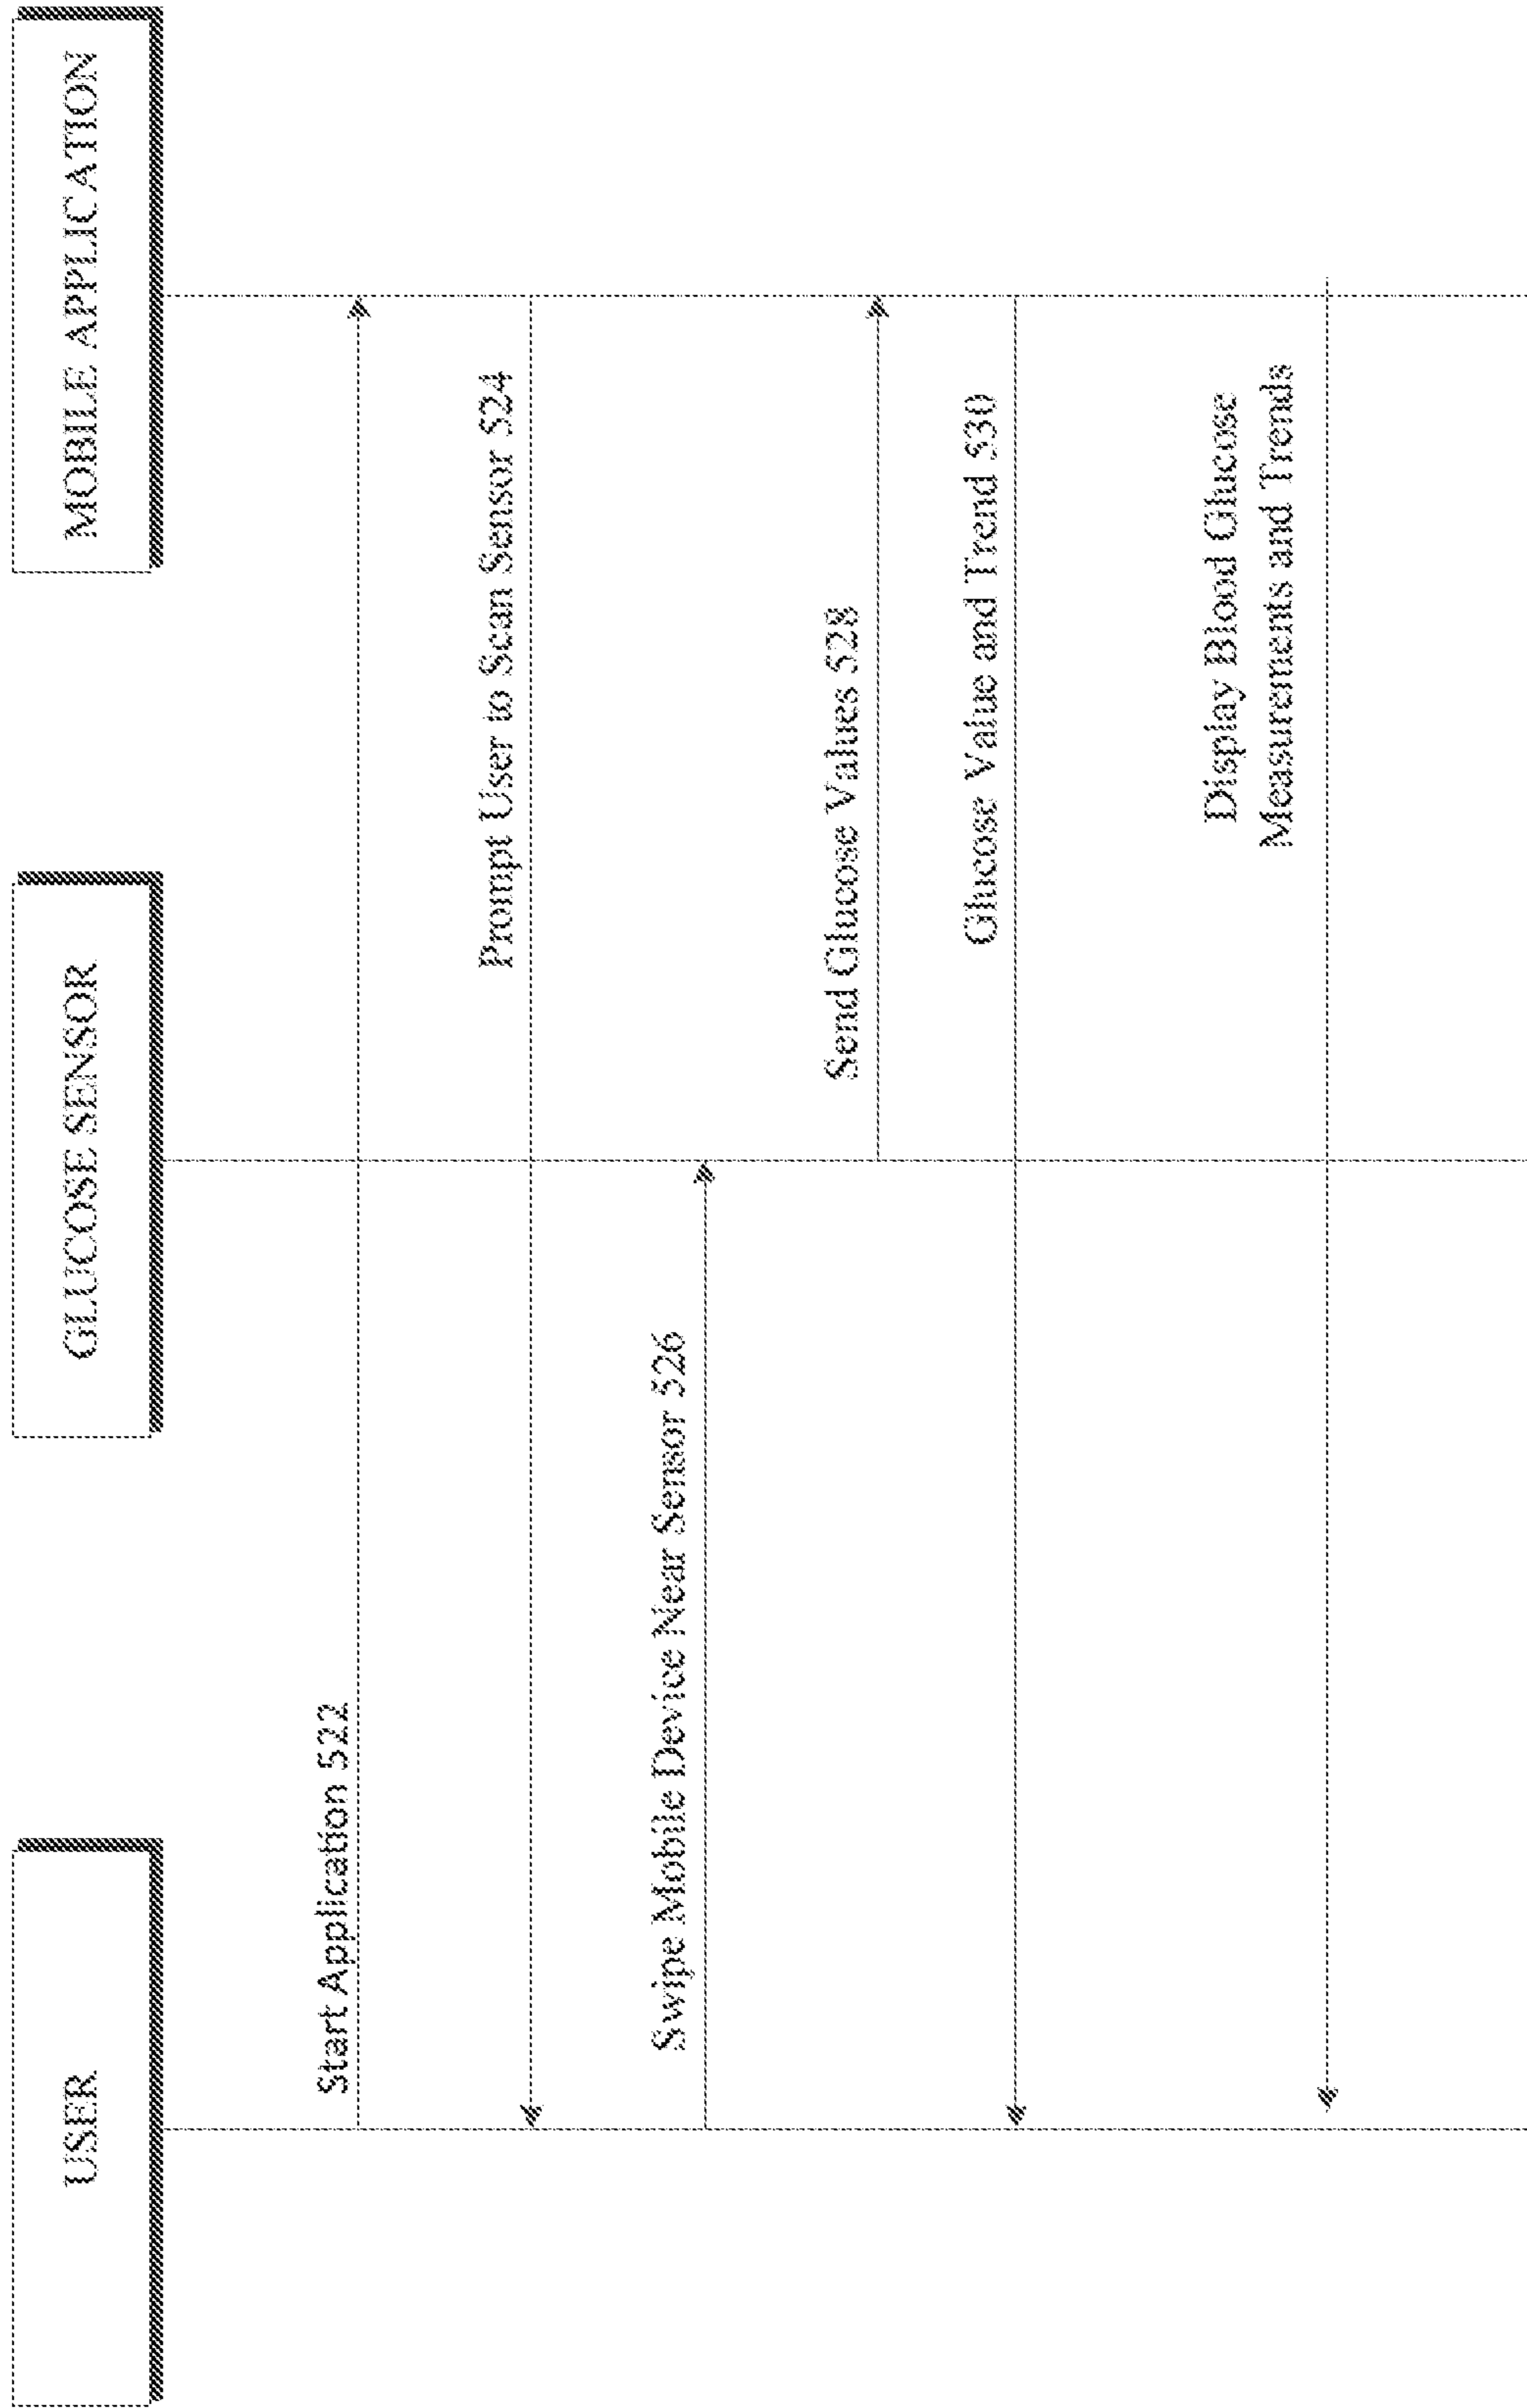 USER
GLUCOSE SENSOR
MOBILE APPLICATION
Start Application 522
Prompt User to Scan Sensor 524
Swipe Mobile Device Near Sensor 526
Send Glucose Values 528
Glucose Value and Trend 530
Display Blood Glucose
Measurements and Trends